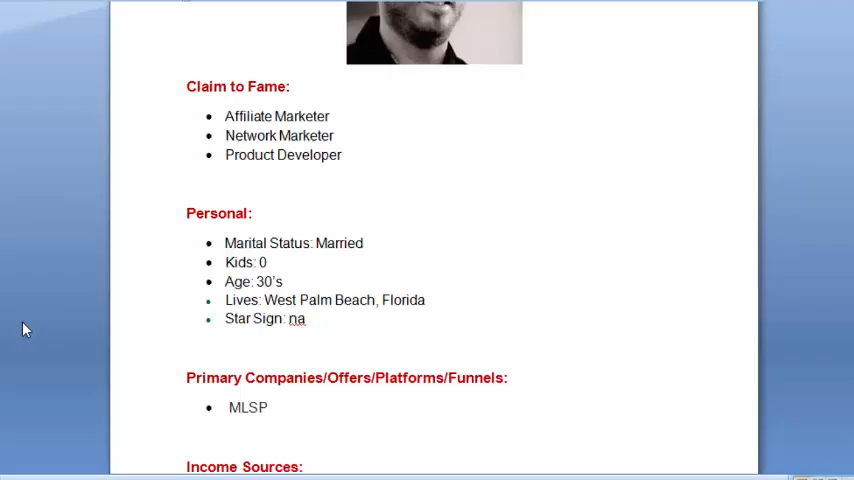 Claim to Fame:
Affiliate Marketer
Network Marketer
Product Developer
Personal:
Marital Status: Married
Kids: 0
Age: 30's
Lives: West Palm Beach, Florida
Star Sign: na
Primary Companies/Offers/Platforms/Funnels:
MLSP
Income Sources: